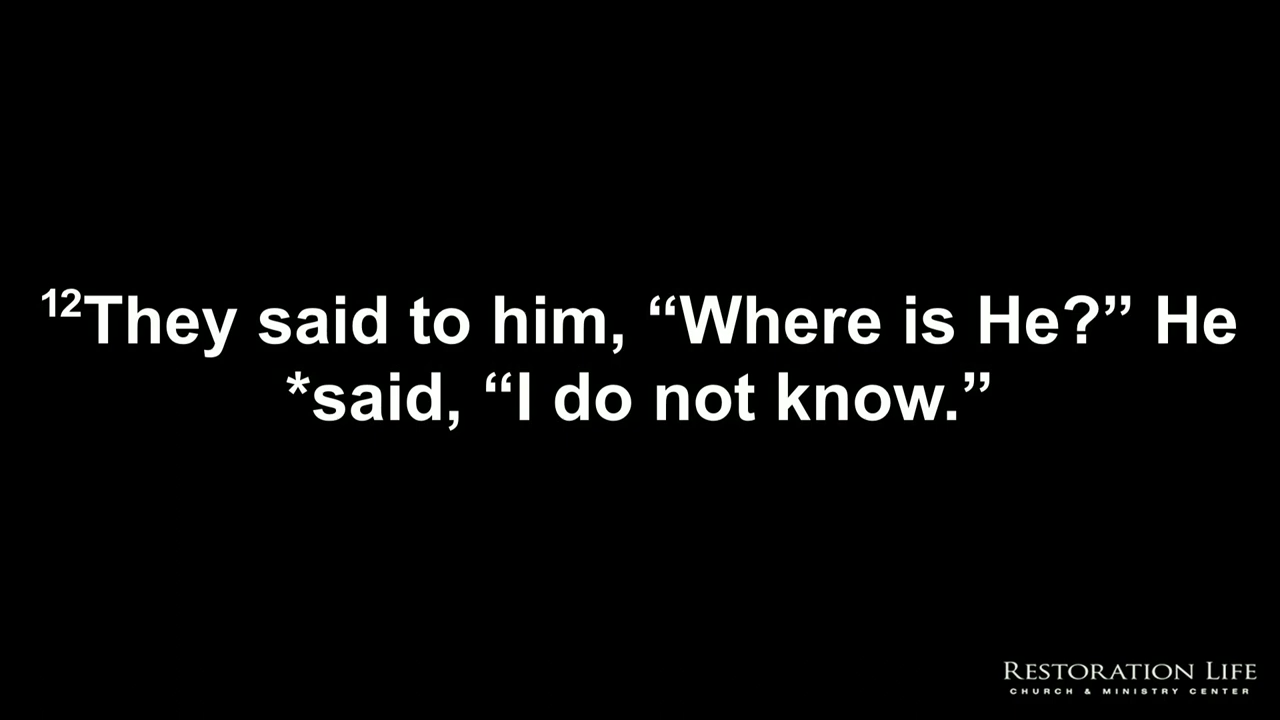 ¹²They said to him, “Where is He?” He
*said, “I do not know.”
RESTORATION LIFE
CHURCH & MINISTRY CENTER